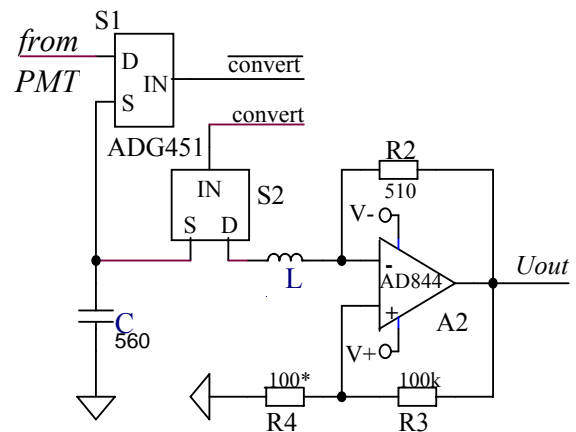 S1
from
PMT
D
IN
S
convert
convert
ADG451
IN
S2
S
D
R2
510
V-
L
-
AD844
+
A2
Uout
V+
C
560
100*
R4
100k
R3